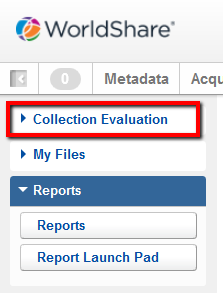 WorldShare®
0 Metadata Acqu
Collection Evaluation
My Files
Reports
Reports
Report Launch Pad